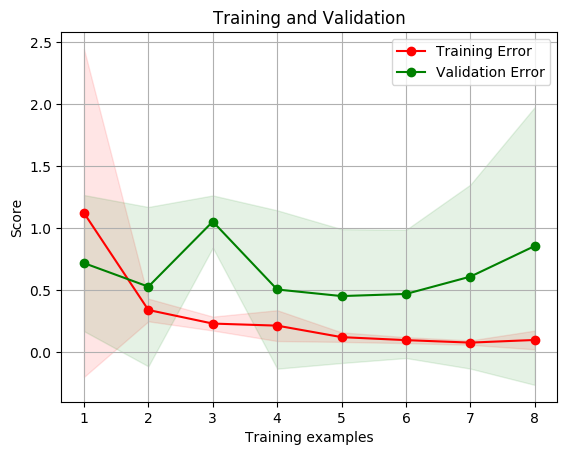 Training and Validation
Training Error
Validation Error
2.5
2.0
1.5
1.0
0.5
0.0
Score
1 2 3 4 5 6 7 8
Training examples